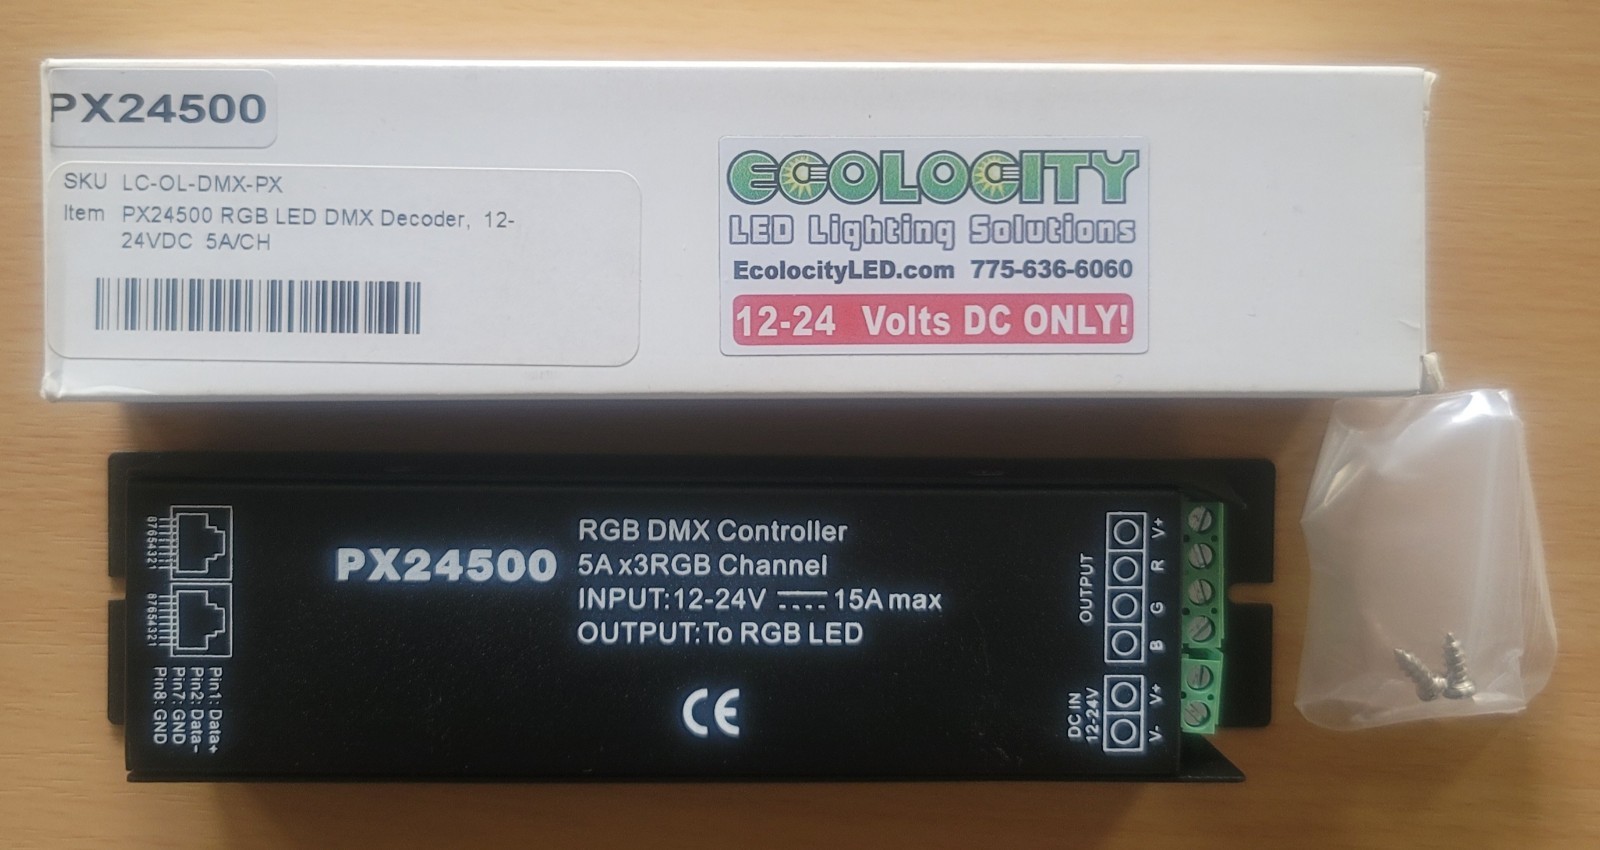 PX24500
SKU LC-OL-DMX-PX
Item PX24500 RGB LED DMX Decoder, 12-
24VDC 5A/CH
ECOLOCITY
LED Lighting Solutions
EcolocityLED.com 775-636-6060
12-24 Volts DC ONLY!
87654321
87654321
Pin1: Data+
Pin2: Data-
Pin7: GND
Pin8: GND
PX24500
RGB DMX Controller
5A x3RGB Channel
INPUT:12-24V 15A max
OUTPUT:To RGB LED
CE
OUTPUT
V+
R
G
B
DC IN
12-24V
V+
V-